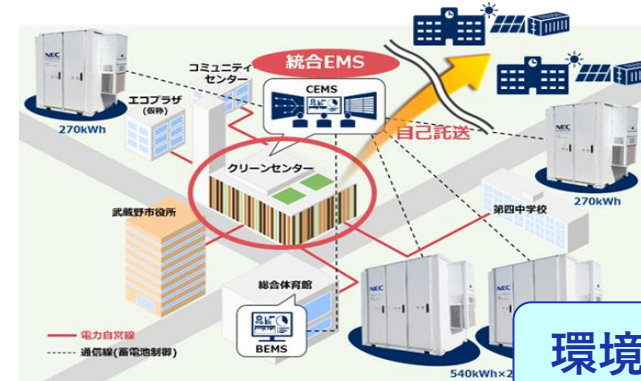 NEC
270kWh
エコプラザ
(仮称)
コミュニティ
センター
統合EMS
CEMS
自己託送
NEC
270kWh
クリーンセンター
武蔵野市役所
第四中学校
総合体育館
BEMS
NEC
NEC
540kWh×2
電力自営線
通信線(蓄電池制御)
環境